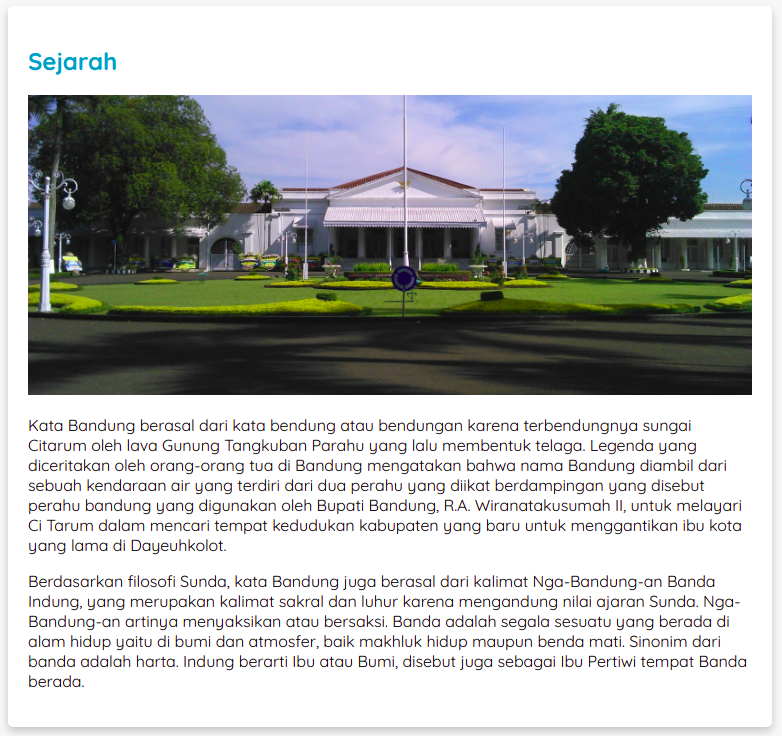 Sejarah
Kata Bandung berasal dari kata bendung atau bendungan karena terbendungnya sungai
Citarum oleh lava Gunung Tangkuban Parahu yang lalu membentuk telaga. Legenda yang
diceritakan oleh orang-orang tua di Bandung mengatakan bahwa nama Bandung diambil dari
sebuah kendaraan air yang terdiri dari dua perahu yang diikat berdampingan yang disebut
perahu bandung yang digunakan oleh Bupati Bandung, R.A. Wiranatakusumah II, untuk melayari
Ci Tarum dalam mencari tempat kedudukan kabupaten yang baru untuk menggantikan ibu kota
yang lama di Dayeuhkolot.
Berdasarkan filosofi Sunda, kata Bandung juga berasal dari kalimat Nga-Bandung-an Banda
Indung, yang merupakan kalimat sakral dan luhur karena mengandung nilai ajaran Sunda. Nga-
Bandung-an artinya menyaksikan atau bersaksi. Banda adalah segala sesuatu yang berada di
alam hidup yaitu di bumi dan atmosfer, baik makhluk hidup maupun benda mati. Sinonim dari
banda adalah harta. Indung berarti Ibu atau Bumi, disebut juga sebagai Ibu Pertiwi tempat Banda
berada.